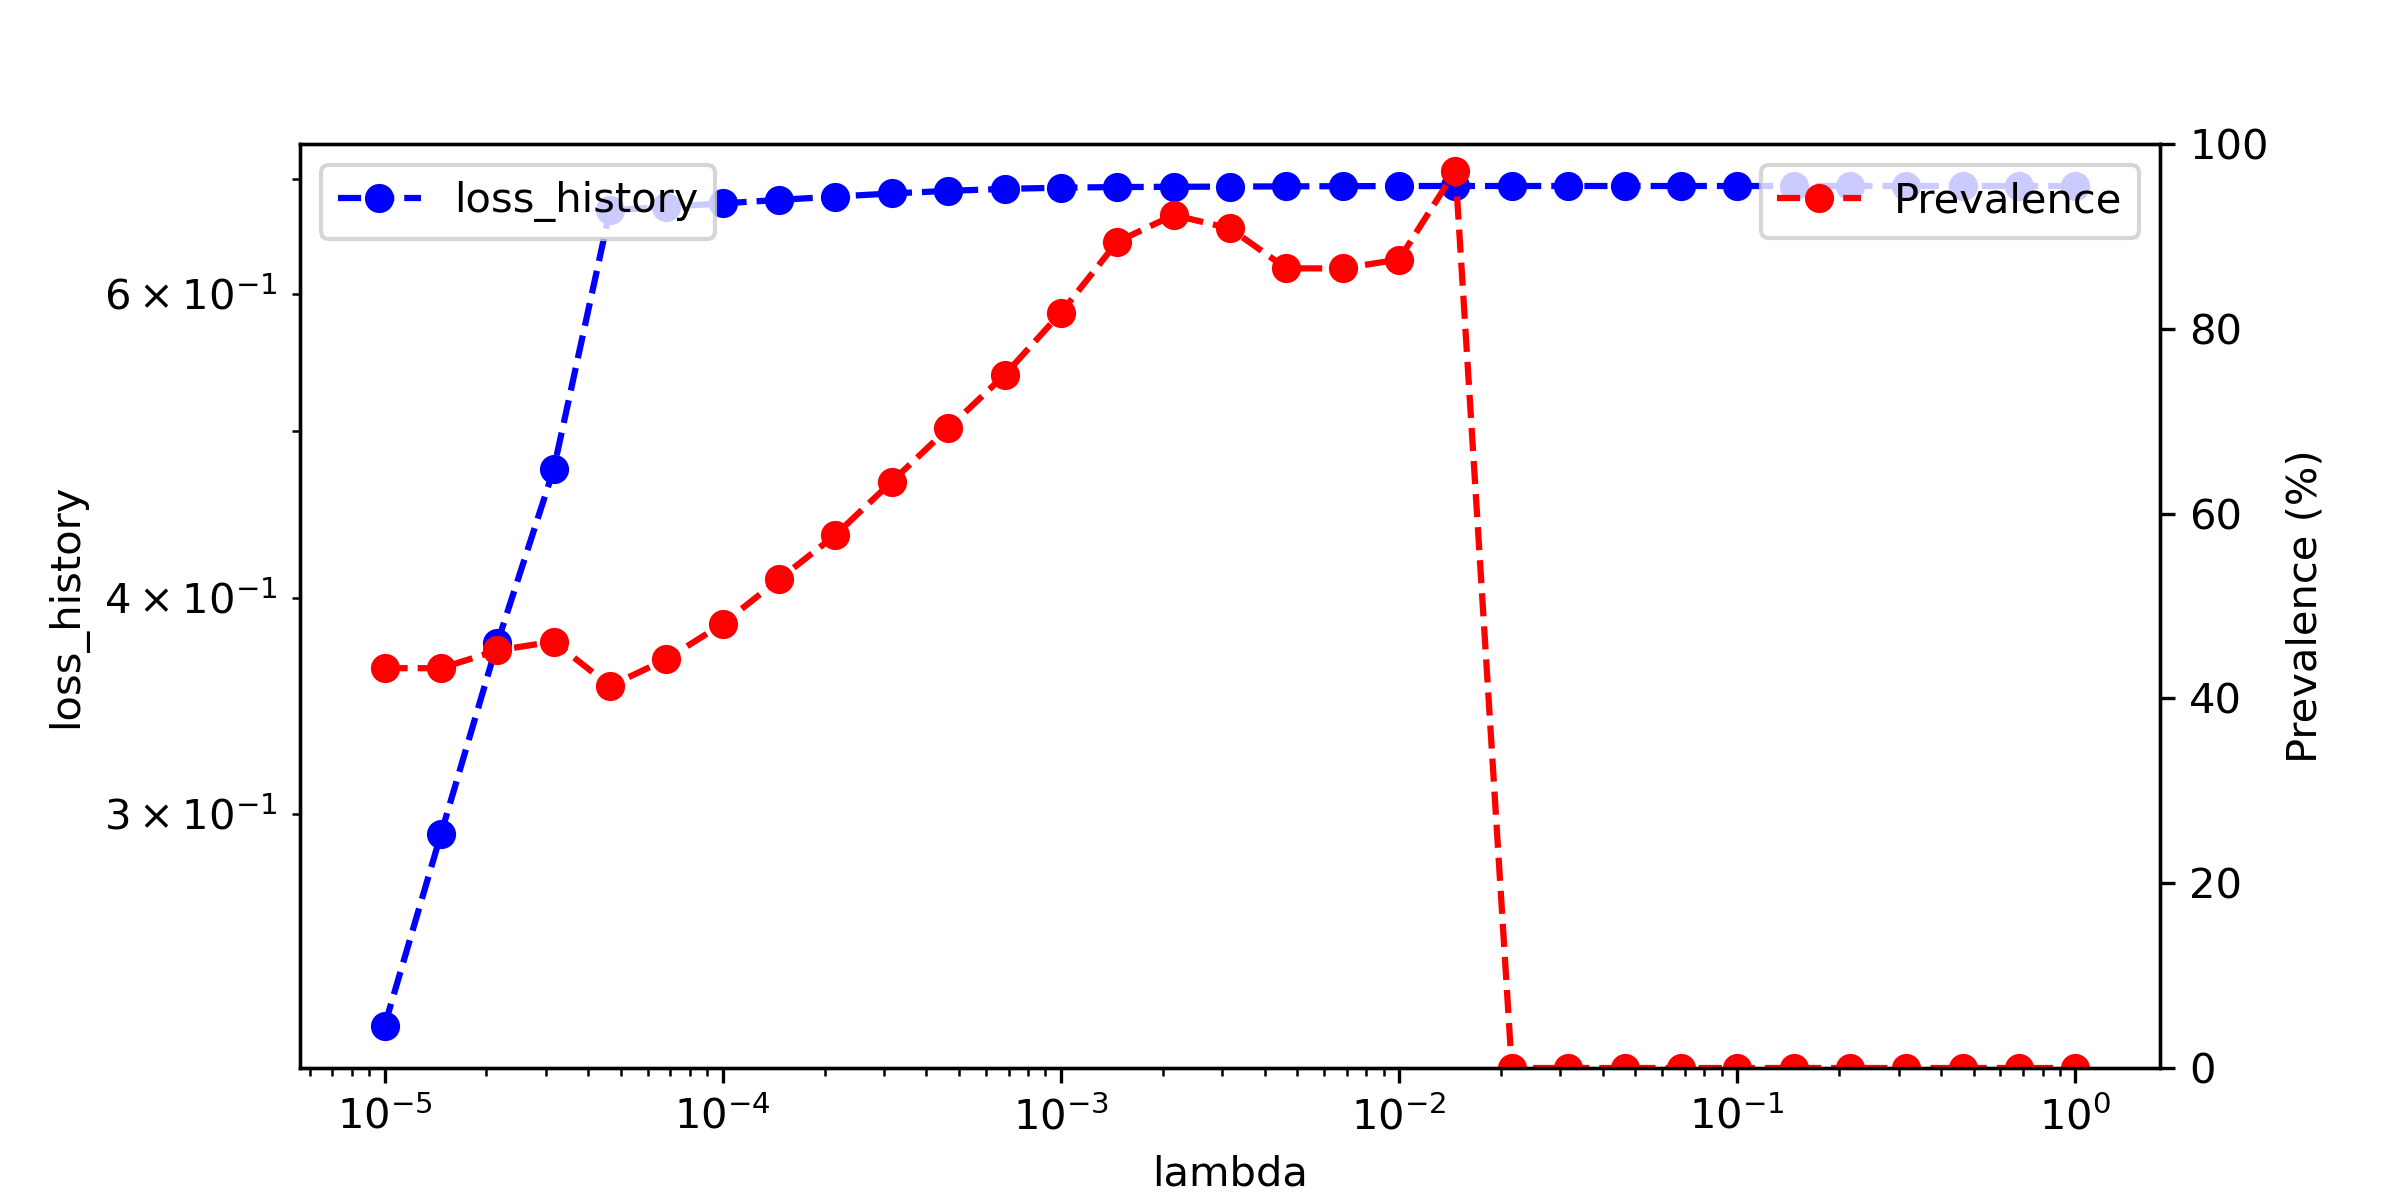 loss_history
Prevalence
100
80
60
40
20
0
6 × 10⁻¹
4 × 10⁻¹
3 × 10⁻¹
loss_history
Prevalence (%)
10⁻⁵ 10⁻⁴ 10⁻³ 10⁻² 10⁻¹ 10⁰
lambda